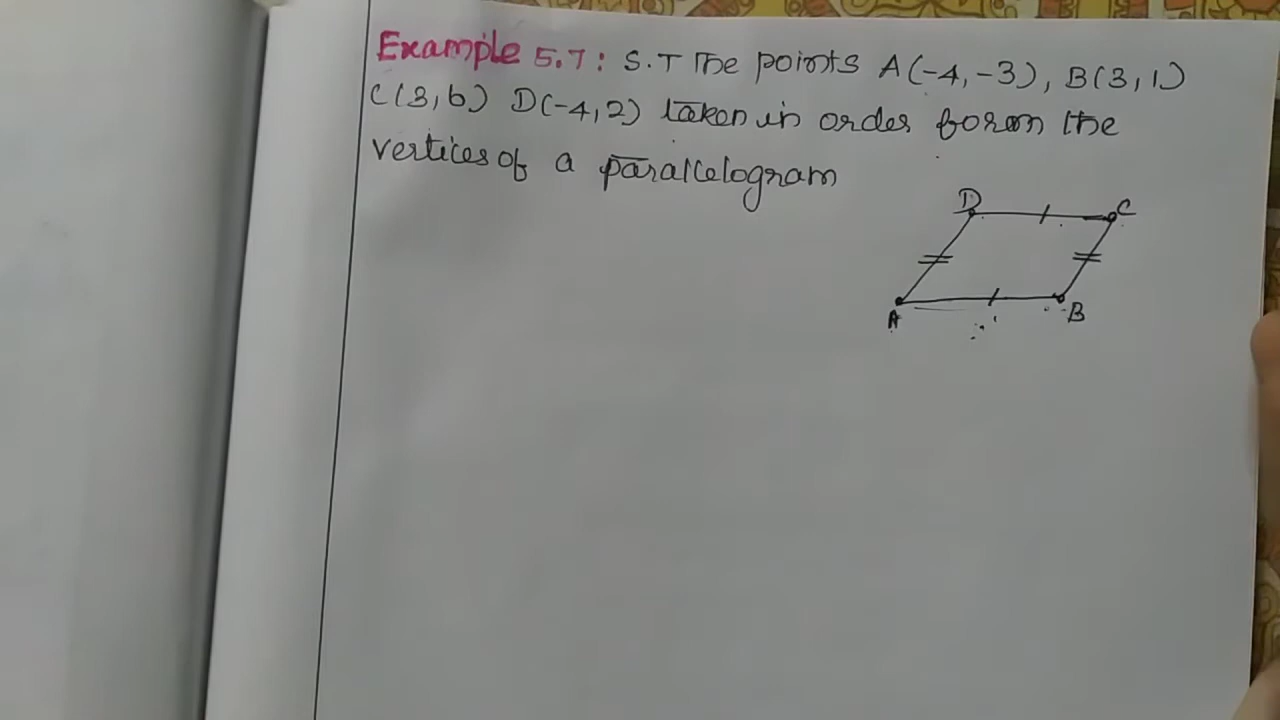 Example 5.7: S.T The points A(-4,-3), B(3,1)
C(3,6) D(-4,2) taken in order form the
vertices of a parallelogram
D C
A B